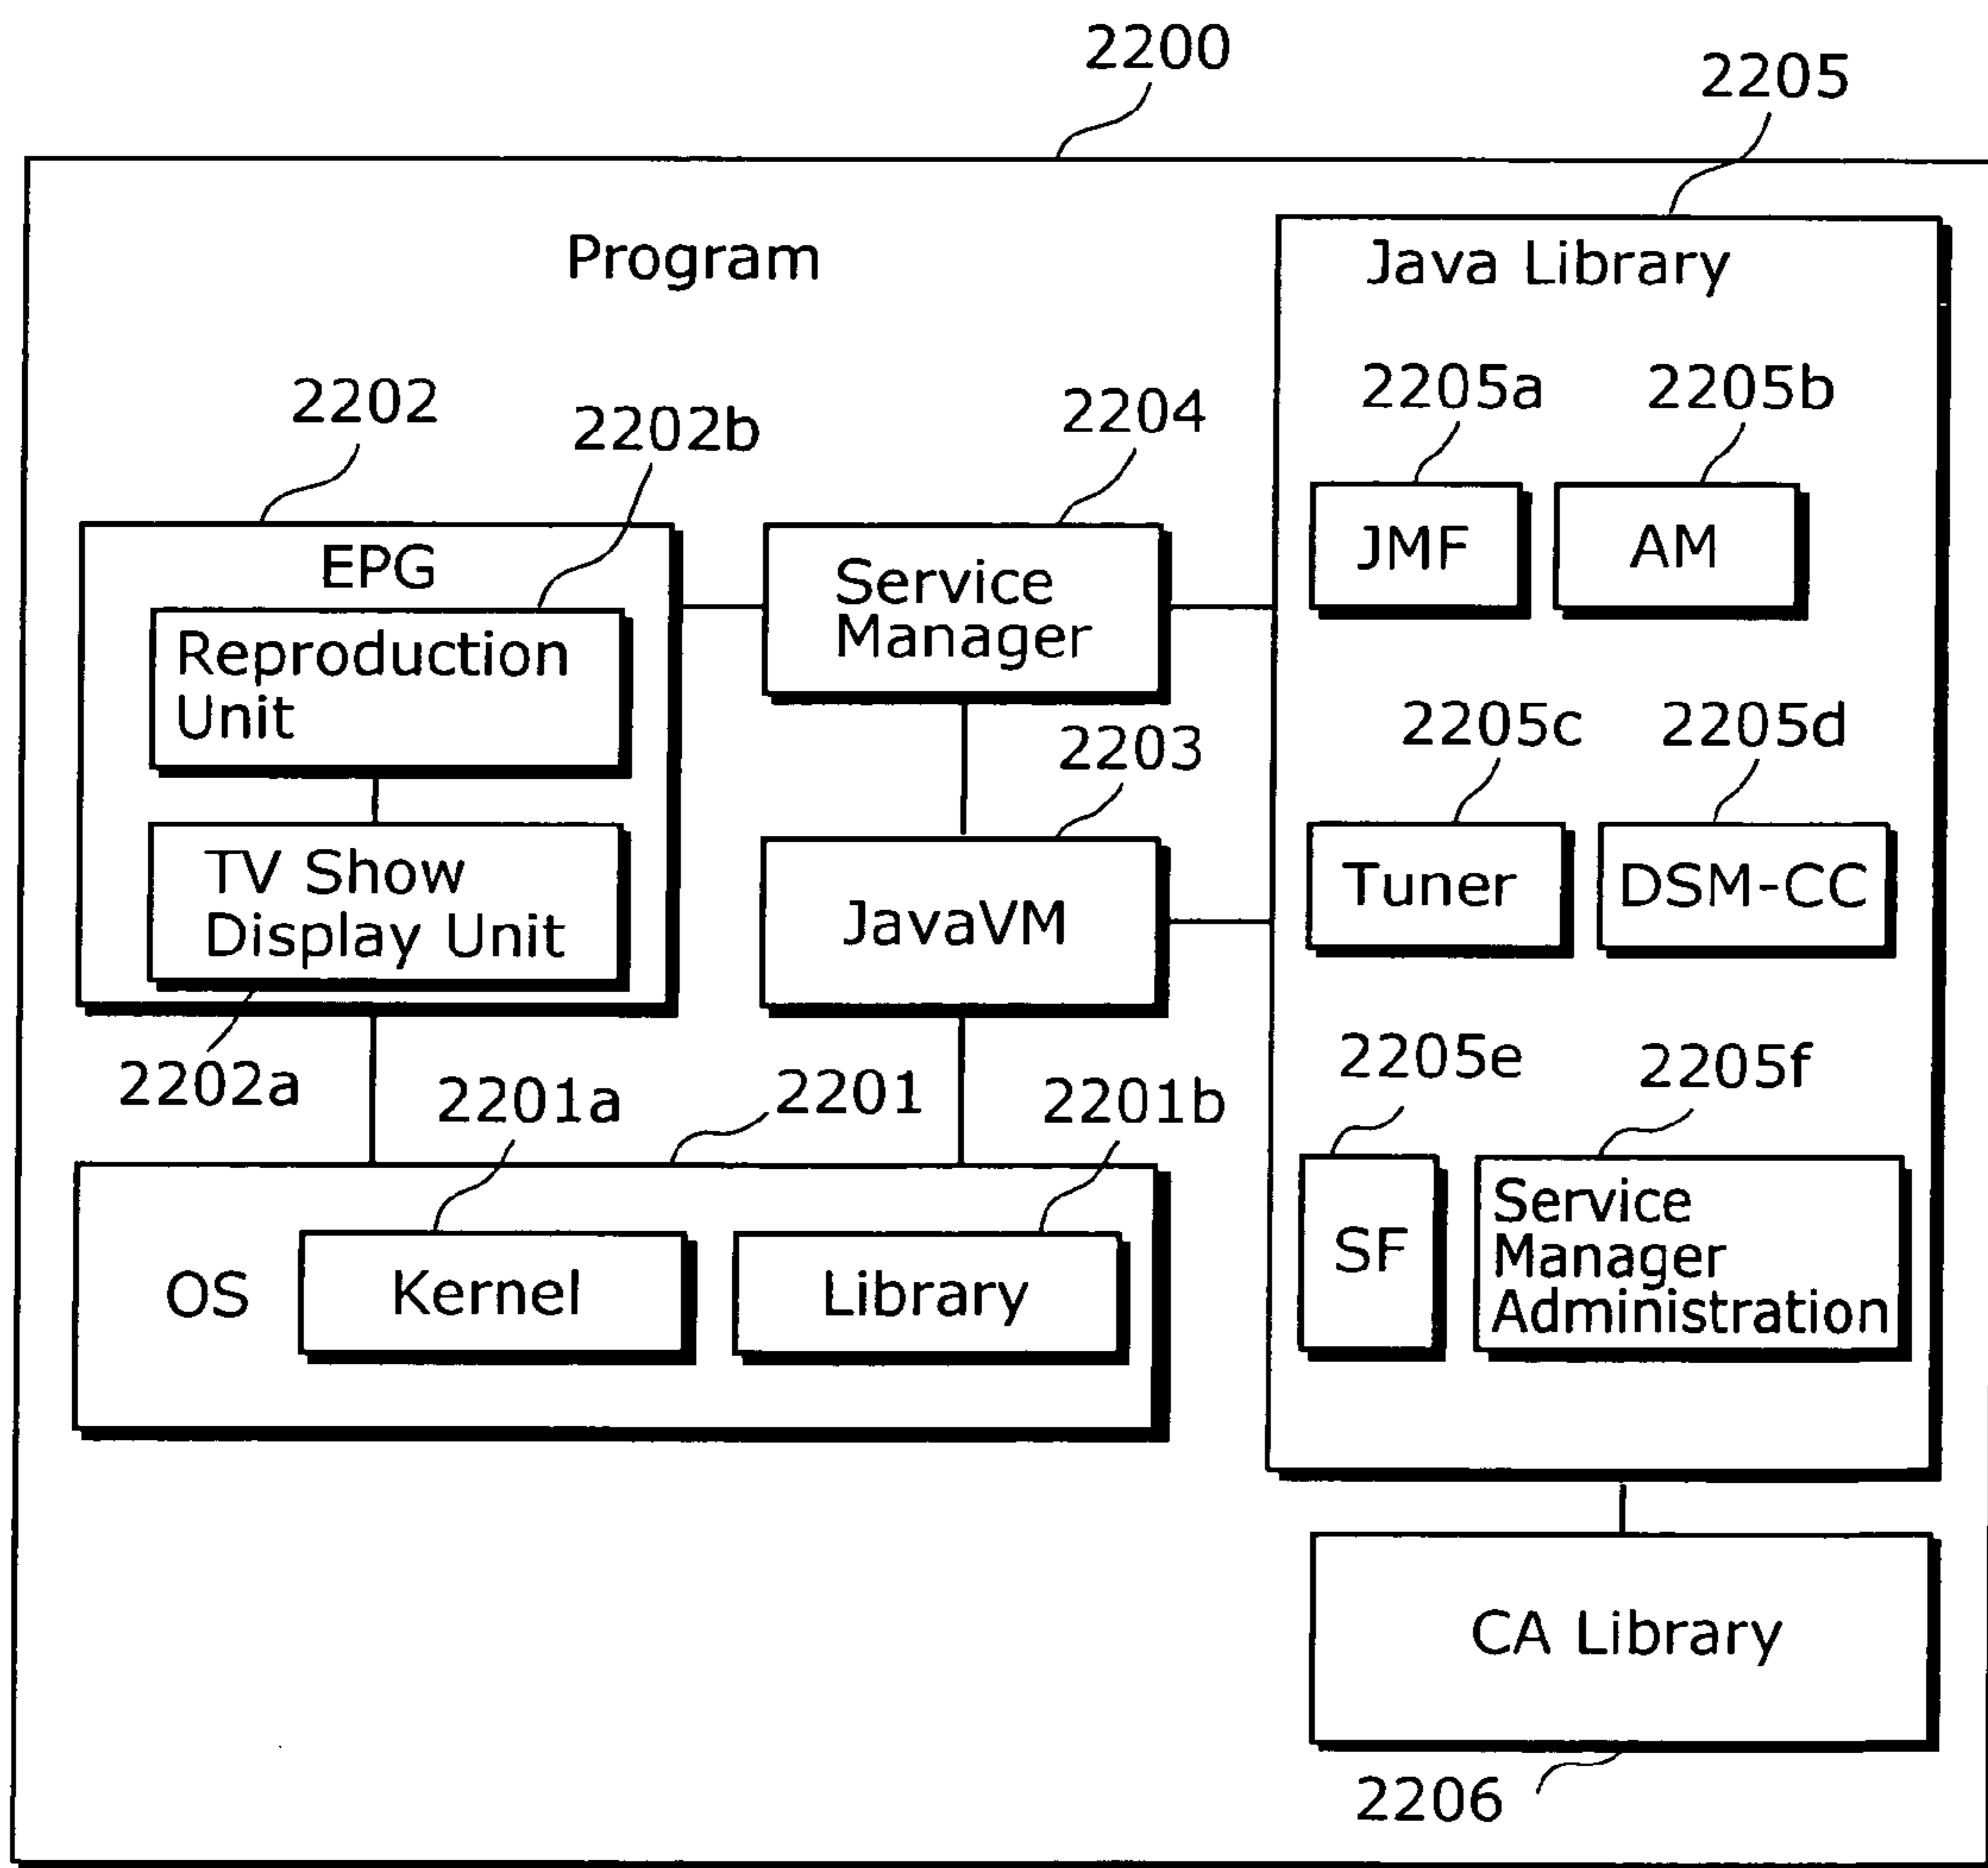 2200
2205
Program
Java Library
2202
2202b
2204
2205a
2205b
EPG
Reproduction
Unit
Service
Manager
JMF
AM
2203
2205c
2205d
TV Show
Display Unit
JavaVM
Tuner
DSM-CC
2202a
2201a
2201
2201b
2205e
2205f
OS
Kernel
Library
SF
Service
Manager
Administration
CA Library
2206